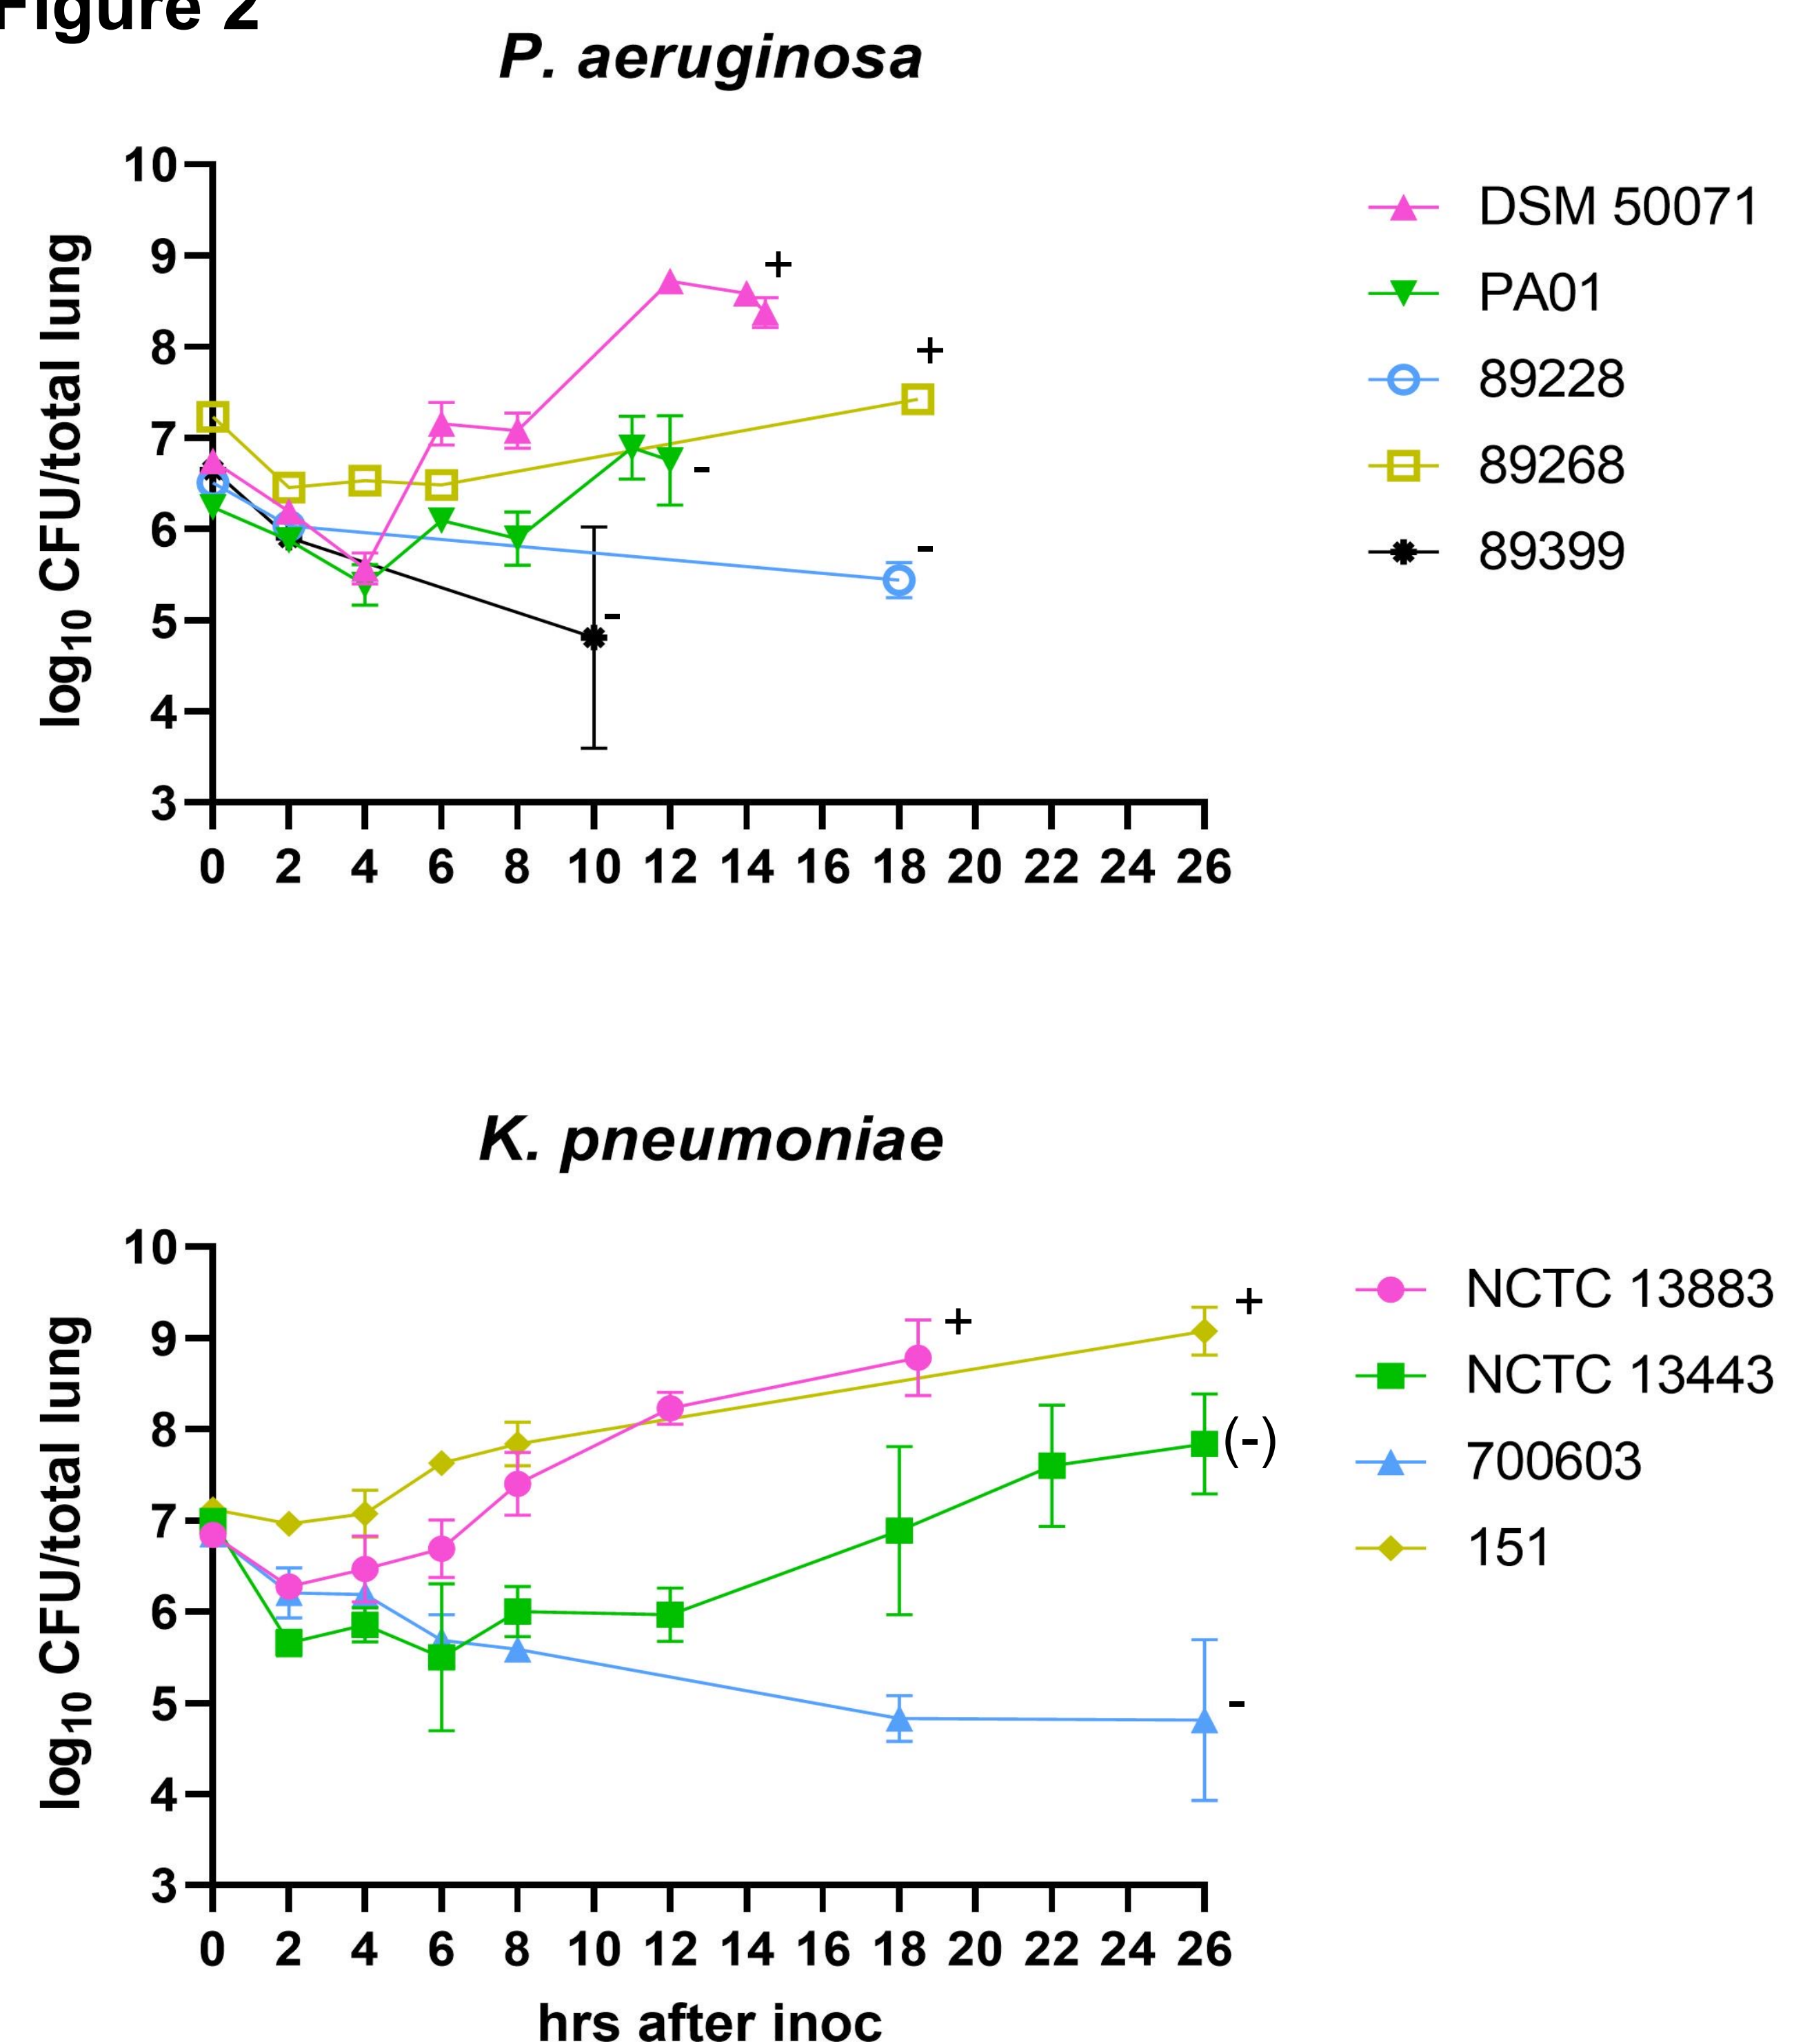 Figure 2
P. aeruginosa
log10 CFU/total lung
10
9
8
7
6
5
4
3
0 2 4 6 8 10 12 14 16 18 20 22 24 26
+
+
-
-
-
DSM 50071
PA01
89228
89268
89399
K. pneumoniae
log10 CFU/total lung
10
9
8
7
6
5
4
3
0 2 4 6 8 10 12 14 16 18 20 22 24 26
hrs after inoc
+
+
(-)
-
NCTC 13883
NCTC 13443
700603
151